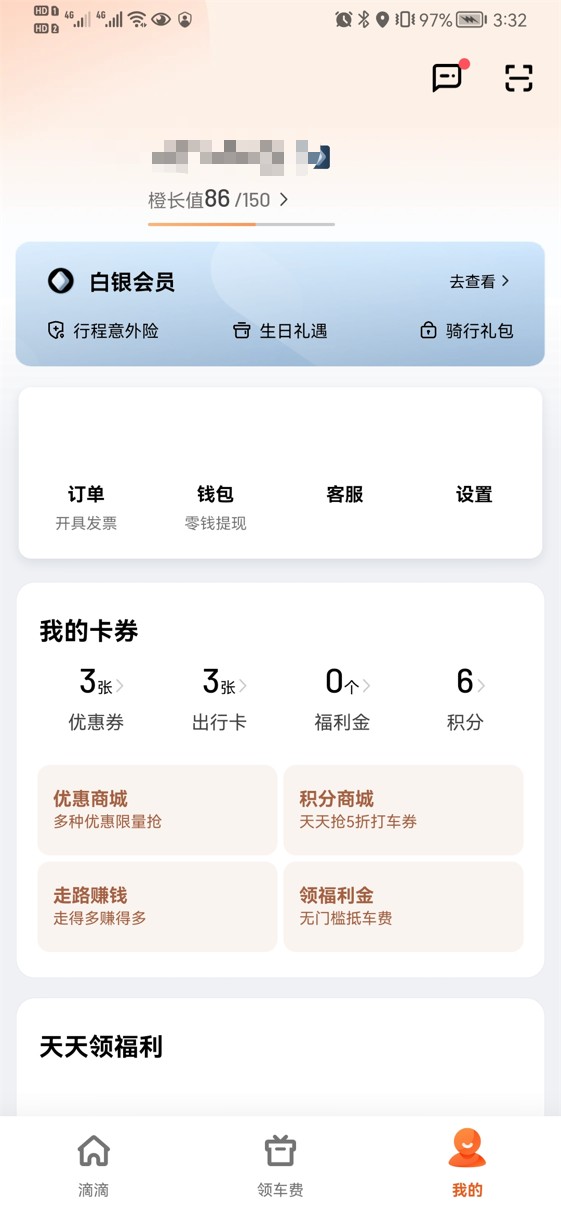 HD 1 4G 4G 97% 3:32
HD 2
橙长值86/150
白银会员 去查看
行程意外险 生日礼遇 骑行礼包
订单 钱包 客服 设置
开具发票 零钱提现
我的卡券
3张 3张 0个 6
优惠券 出行卡 福利金 积分
优惠商城 积分商城
多种优惠限量抢 天天抢5折打车券
走路赚钱 领福利金
走得多赚得多 无门槛抵车费
天天领福利
滴滴 领车费 我的